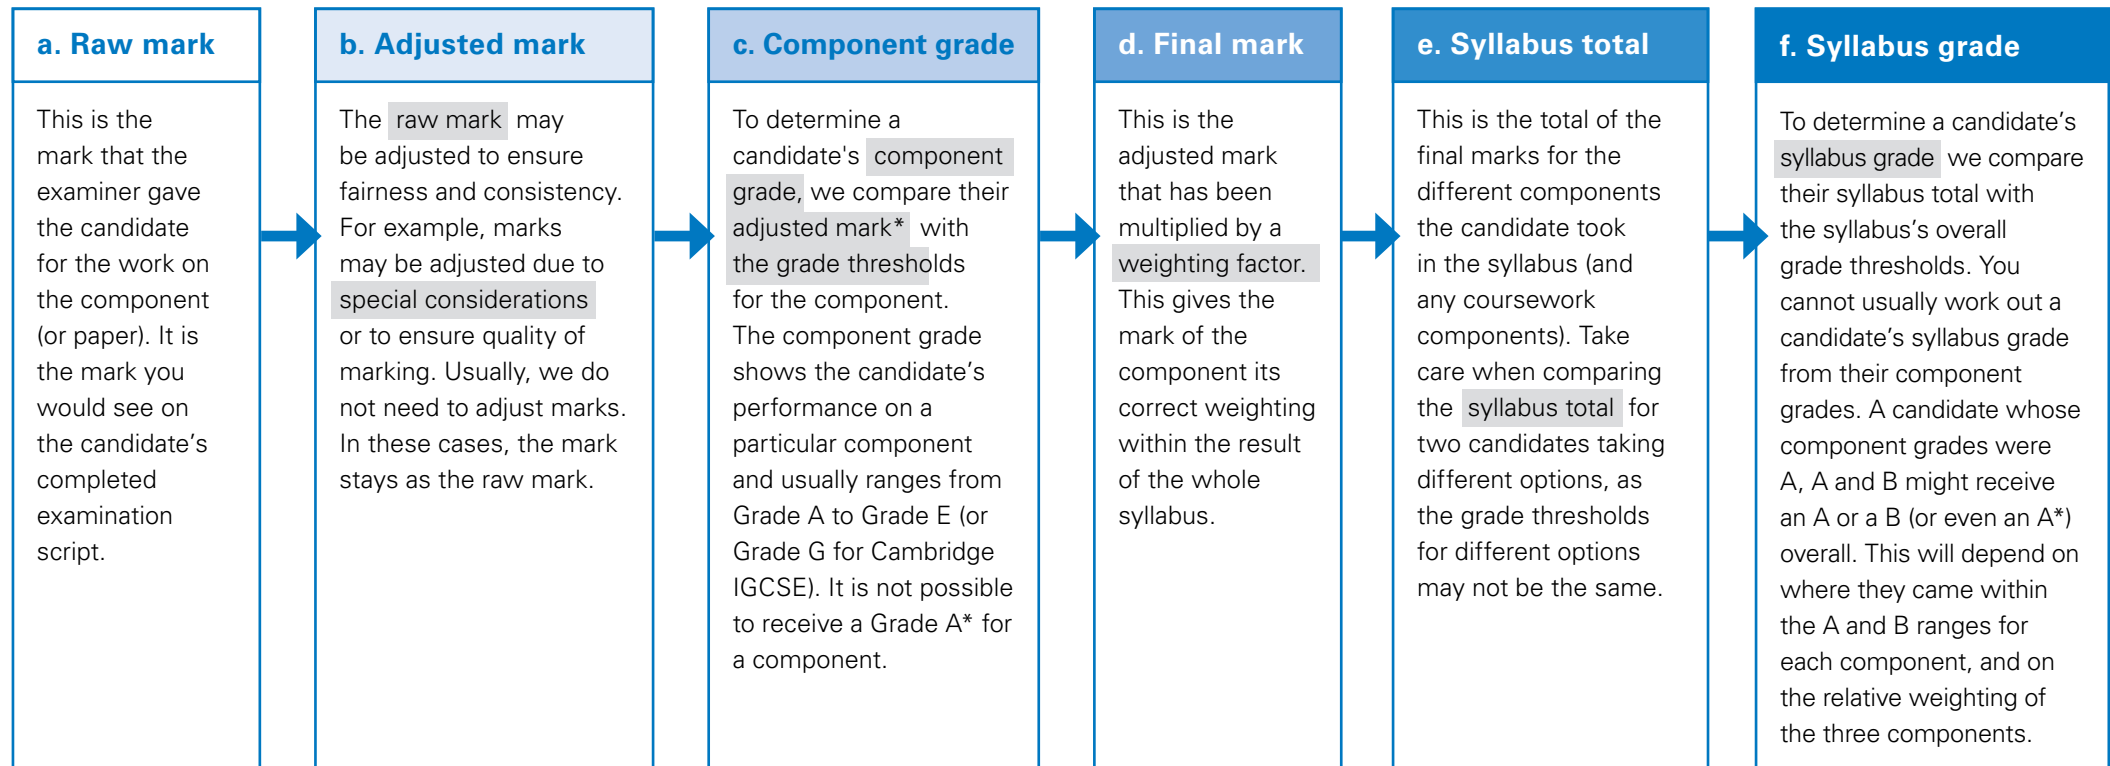 a. Raw mark
This is the
mark that the
examiner gave
the candidate
for the work on
the component
(or paper). It is
the mark you
would see on
the candidate’s
completed
examination
script.
b. Adjusted mark
The raw mark may
be adjusted to ensure
fairness and consistency.
For example, marks
may be adjusted due to
special considerations
or to ensure quality of
marking. Usually, we do
not need to adjust marks.
In these cases, the mark
stays as the raw mark.
c. Component grade
To determine a
candidate's component
grade, we compare their
adjusted mark* with
the grade thresholds
for the component.
The component grade
shows the candidate’s
performance on a
particular component
and usually ranges from
Grade A to Grade E (or
Grade G for Cambridge
IGCSE). It is not possible
to receive a Grade A* for
a component.
d. Final mark
This is the
adjusted mark
that has been
multiplied by a
weighting factor.
This gives the
mark of the
component its
correct weighting
within the result
of the whole
syllabus.
e. Syllabus total
This is the total of the
final marks for the
different components
the candidate took
in the syllabus (and
any coursework
components). Take
care when comparing
the syllabus total for
two candidates taking
different options, as
the grade thresholds
for different options
may not be the same.
f. Syllabus grade
To determine a candidate’s
syllabus grade we compare
their syllabus total with
the syllabus’s overall
grade thresholds. You
cannot usually work out a
candidate’s syllabus grade
from their component
grades. A candidate whose
component grades were
A, A and B might receive
an A or a B (or even an A*)
overall. This will depend on
where they came within
the A and B ranges for
each component, and on
the relative weighting of
the three components.